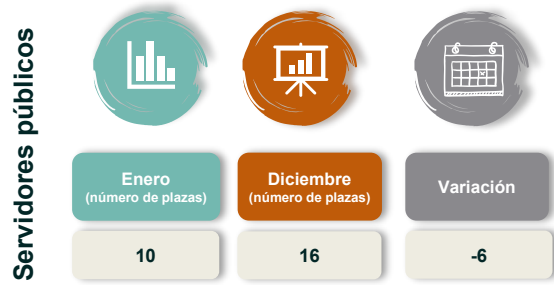 Servidores públicos
Enero
(número de plazas)
Diciembre
(número de plazas)
Variación
10
16
-6